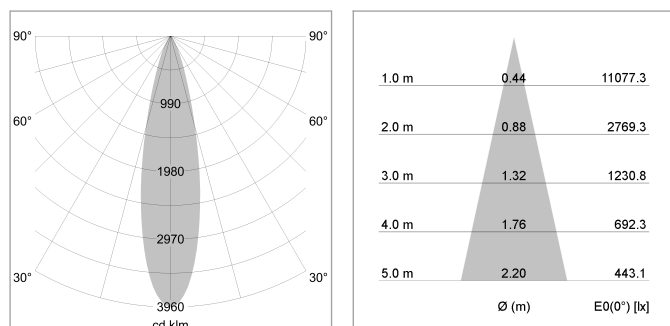 90°
90°
990
60°
60°
1980
2970
30°
30°
3960
cd klm
1.0 m 0.44 11077.3
2.0 m 0.88 2769.3
3.0 m 1.32 1230.8
4.0 m 1.76 692.3
5.0 m 2.20 443.1
Ø (m) E0(0°) [lx]